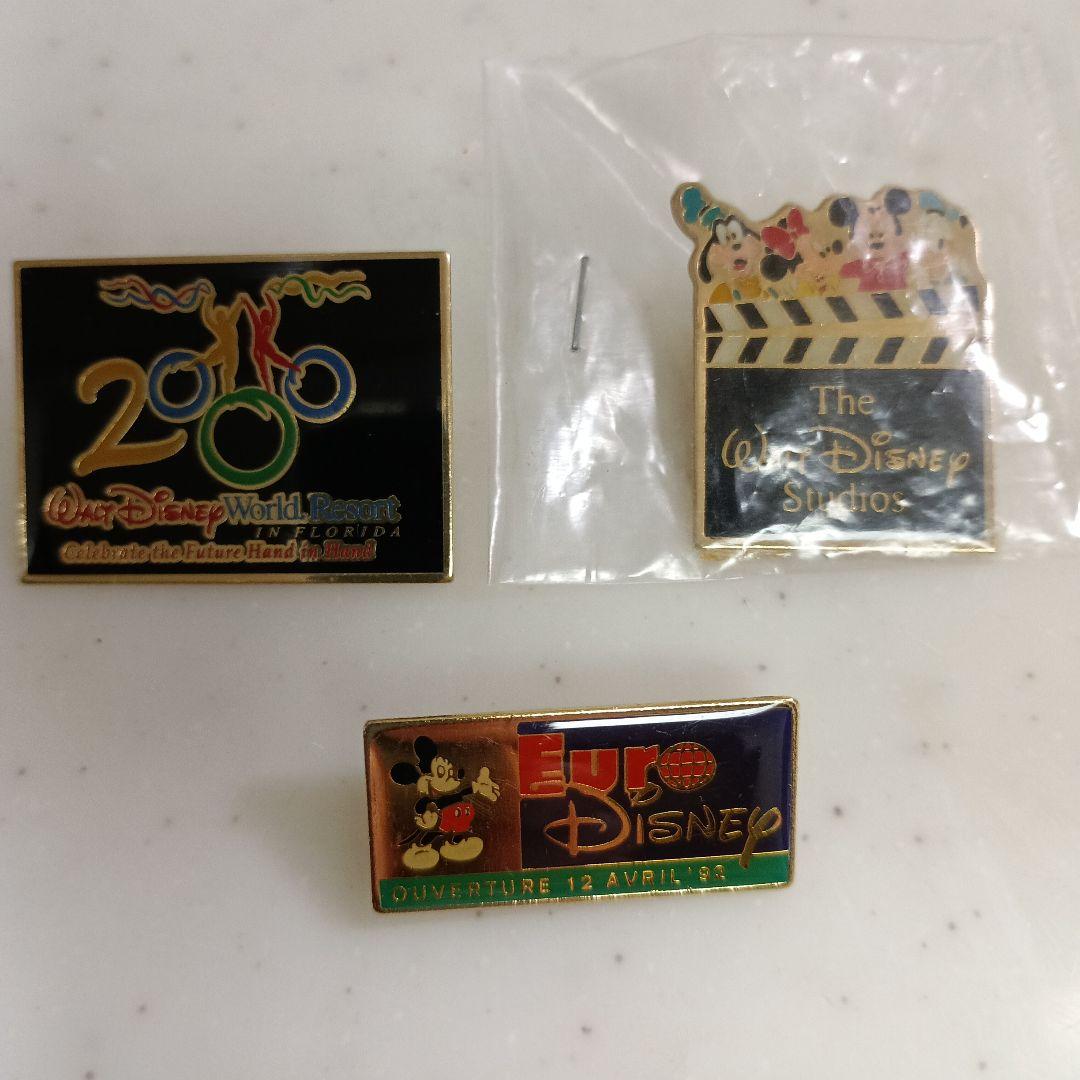 2000
Walt Disney World Resort
IN FLORIDA
Celebrate the Future Hand in Hand
The
Walt Disney
Studios
Euro
Disney
OUVERTURE 12 AVRIL '92